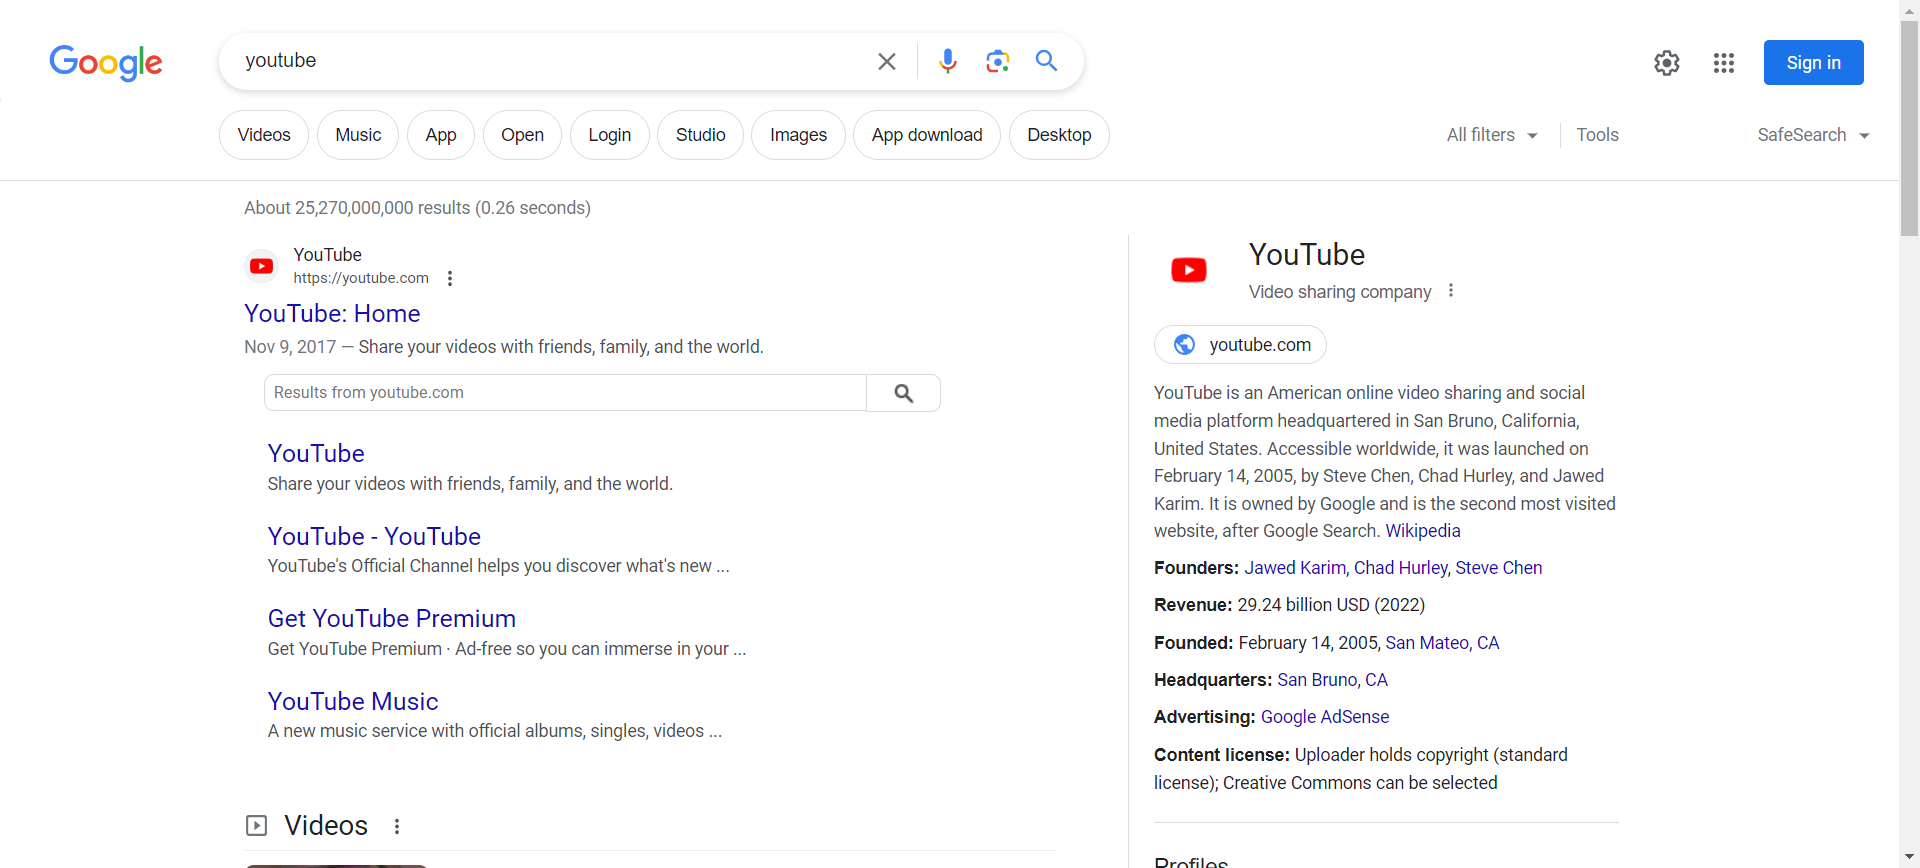 Google
youtube
Sign in
Videos
Music
App
Open
Login
Studio
Images
App download
Desktop
All filters
Tools
SafeSearch
About 25,270,000,000 results (0.26 seconds)
YouTube
https://youtube.com
YouTube: Home
Nov 9, 2017 — Share your videos with friends, family, and the world.
Results from youtube.com
YouTube
Share your videos with friends, family, and the world.
YouTube - YouTube
YouTube's Official Channel helps you discover what's new ...
Get YouTube Premium
Get YouTube Premium · Ad-free so you can immerse in your ...
YouTube Music
A new music service with official albums, singles, videos ...
Videos
YouTube
Video sharing company
youtube.com
YouTube is an American online video sharing and social
media platform headquartered in San Bruno, California,
United States. Accessible worldwide, it was launched on
February 14, 2005, by Steve Chen, Chad Hurley, and Jawed
Karim. It is owned by Google and is the second most visited
website, after Google Search. Wikipedia
Founders: Jawed Karim, Chad Hurley, Steve Chen
Revenue: 29.24 billion USD (2022)
Founded: February 14, 2005, San Mateo, CA
Headquarters: San Bruno, CA
Advertising: Google AdSense
Content license: Uploader holds copyright (standard
license); Creative Commons can be selected
Profiles